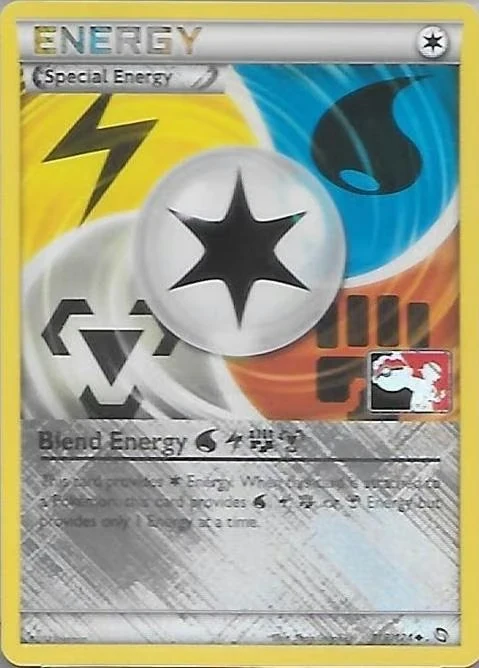 ENERGY
Special Energy
Blend Energy
This card provides Energy. When this card is attached to
a Pokémon, this card provides or Energy but
provides only 1 Energy at a time.